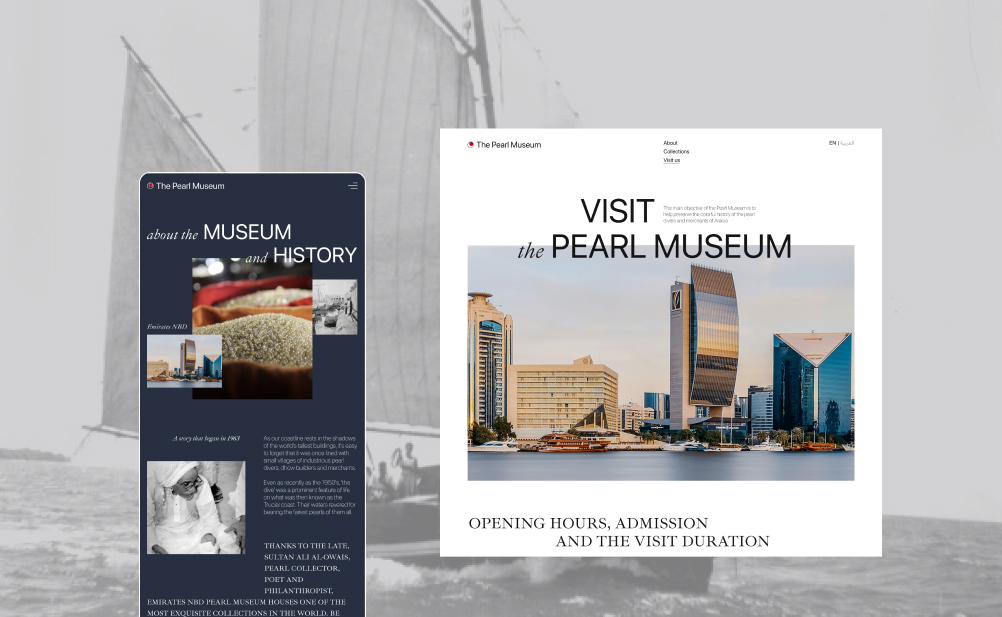 The Pearl Museum
about the MUSEUM
and HISTORY
Emirates NBD
A story that began in 1963
As our coastline rests in the shadows
of the world's tallest buildings, it's easy
to forget that it was once lined with
small villages of industrious pearl
divers, dhow builders and merchants.
Even as recently as the 1950's, 'the
dive' was a prominent feature of life
on what was then known as the
Trucial coast. Their waters revered for
bearing the fairest pearls of them all.
THANKS TO THE LATE,
SULTAN ALI AL-OWAIS,
PEARL COLLECTOR,
POET AND
PHILANTHROPIST,
EMIRATES NBD PEARL MUSEUM HOUSES ONE OF THE
MOST EXQUISITE COLLECTIONS IN THE WORLD. BE
The Pearl Museum
About
Collections
Visit us
EN | العربية
VISIT
The main objective of the Pearl Museum is to
help preserve the colorful history of the pearl
divers and merchants of Arabia
the PEARL MUSEUM
OPENING HOURS, ADMISSION
AND THE VISIT DURATION